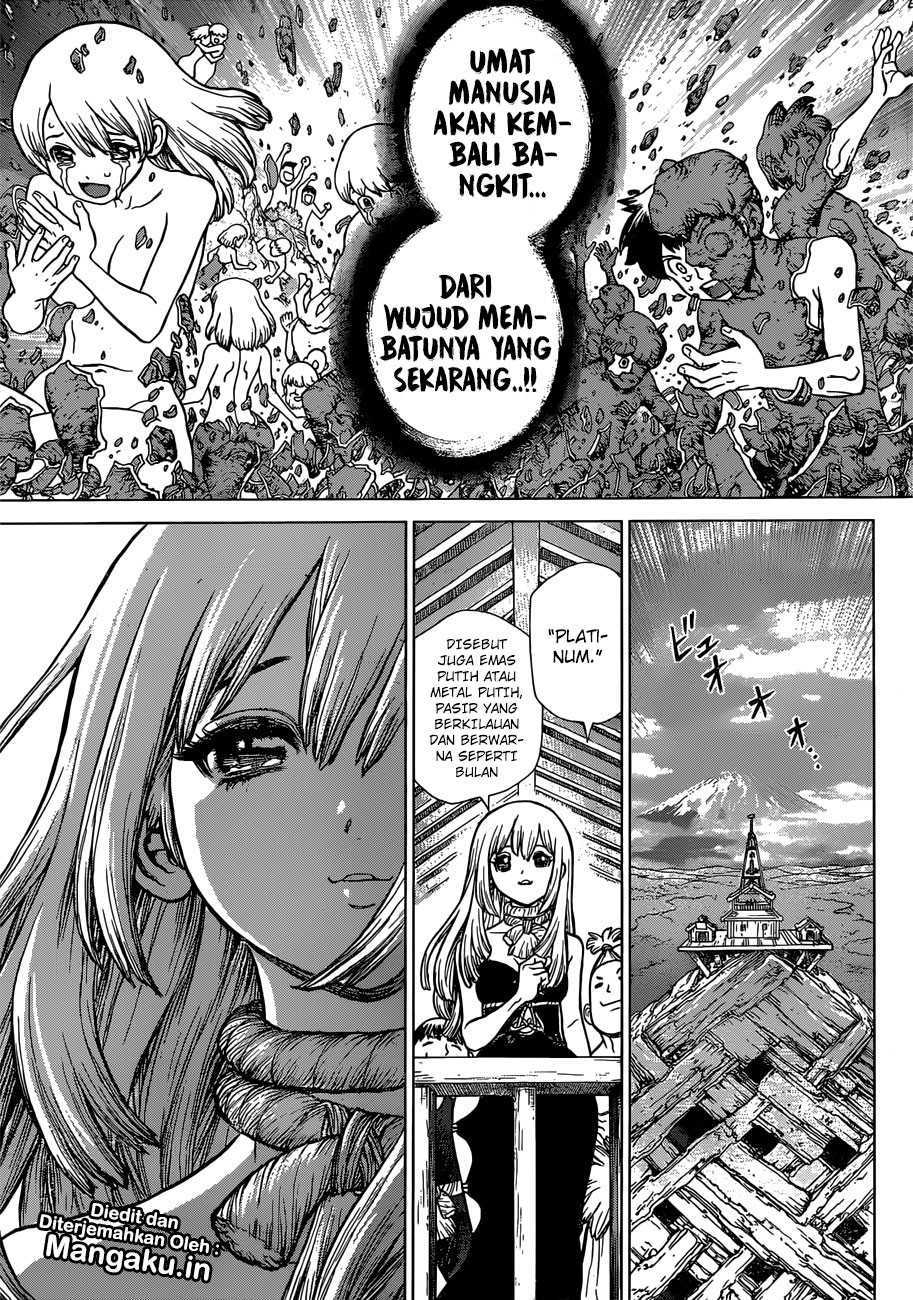 UMAT
MANUSIA
AKAN KEM-
BALI BA-
NGKIT...
DARI
WUJUD MEM-
BATUNYA YANG
SEKARANG..!!
ビュオオオ...
"PLATI-
NUM."
DISEBUT
JUGA EMAS
PUTIH ATAU
METAL PUTIH,
PASIR YANG
BERKILAUAN
DAN BERWAR-
NA SEPERTI
BULAN
Diedit dan
Diterjemahkan Oleh :
Mangaku.in